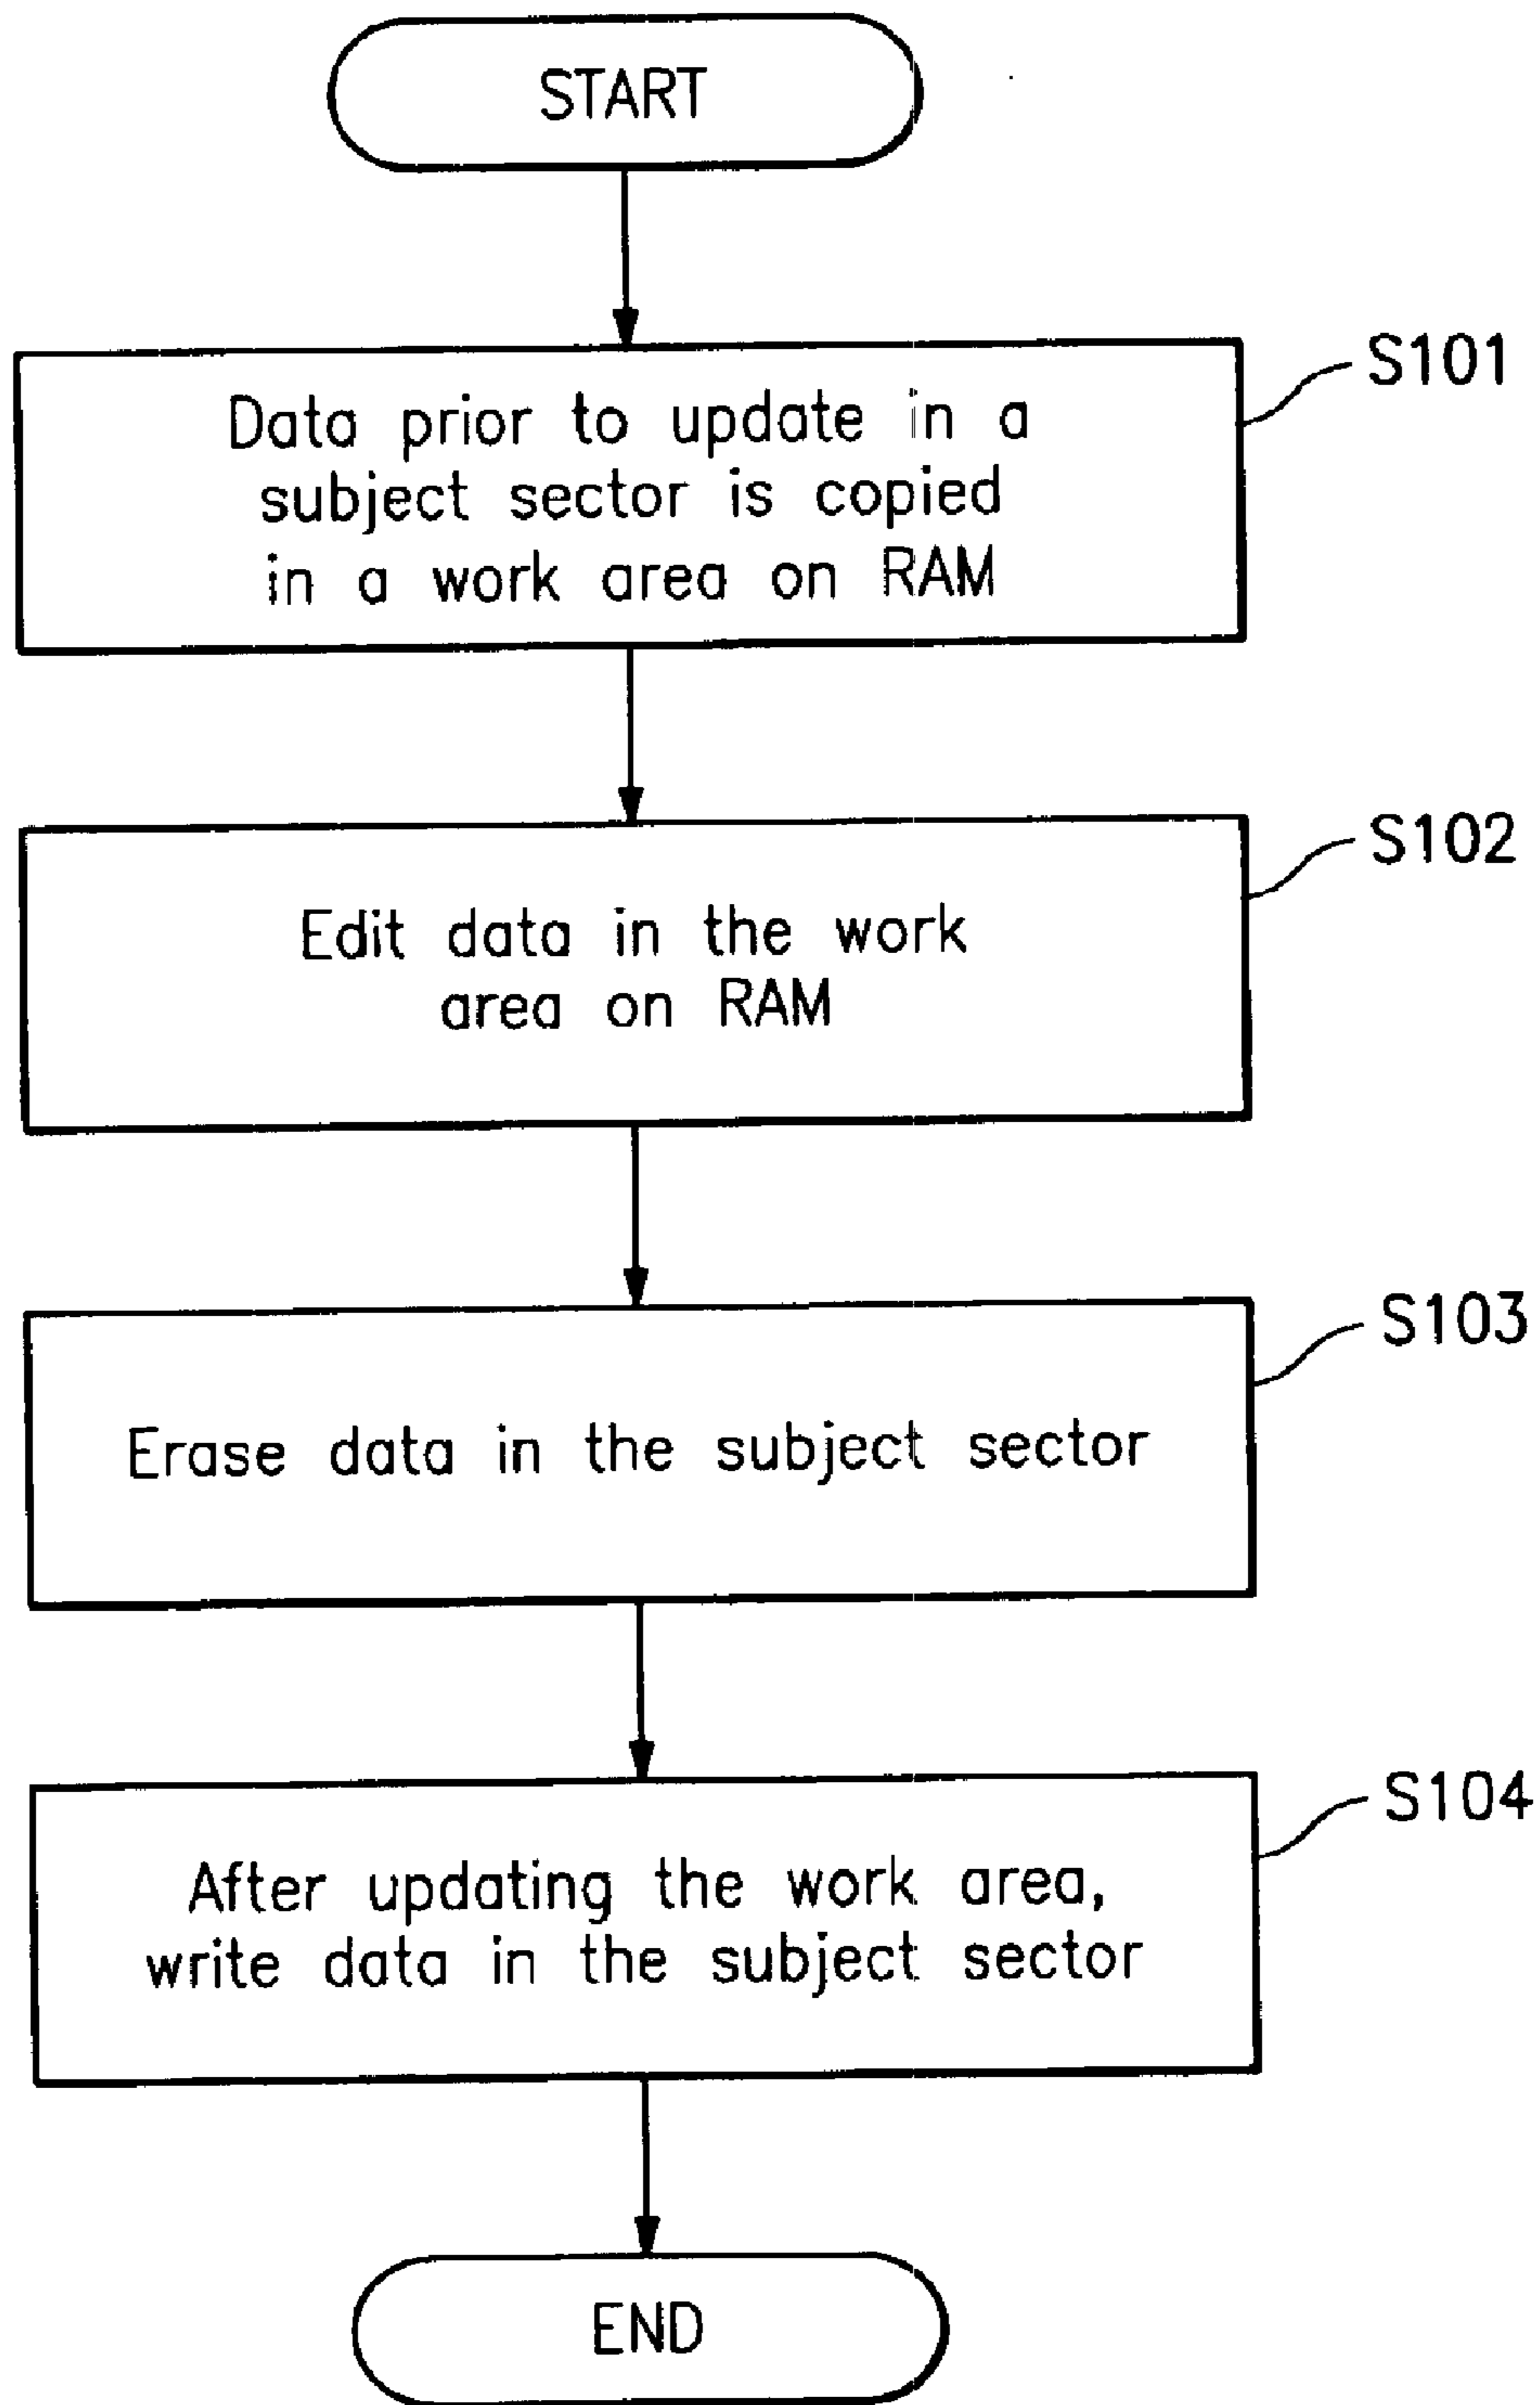 START
S101
Data prior to update in a
subject sector is copied
in a work area on RAM
S102
Edit data in the work
area on RAM
S103
Erase data in the subject sector
S104
After updating the work area,
write data in the subject sector
END